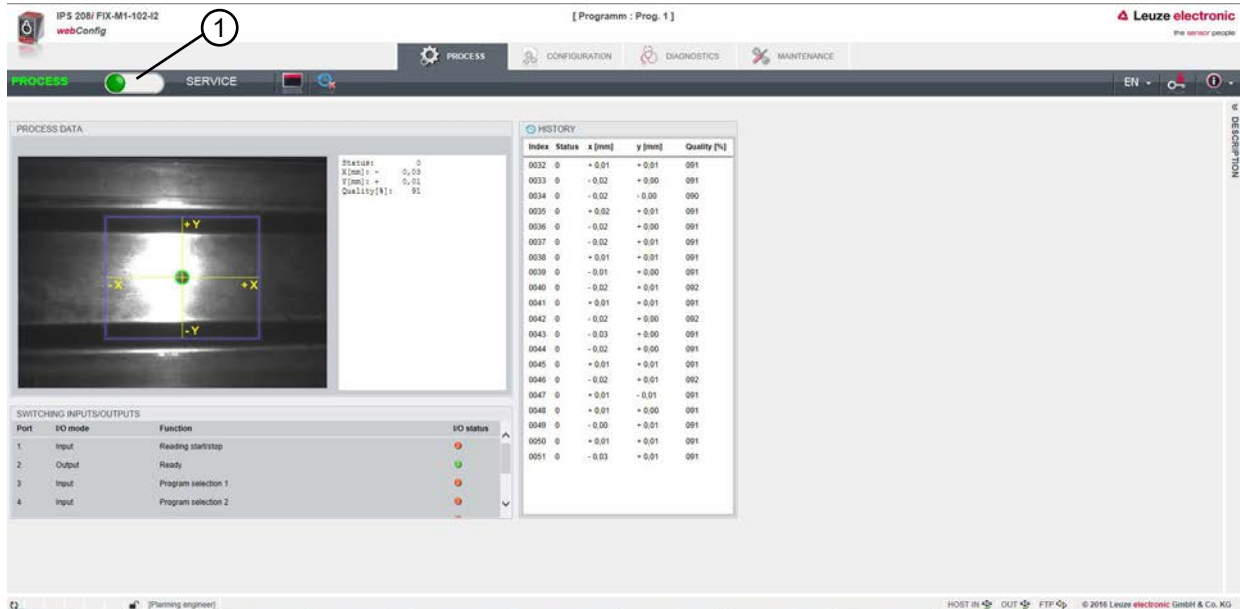 IPS 208i FIX-M1-102-I2
webConfig
1
[ Programm : Prog. 1 ]
Leuze electronic
the sensor people
PROCESS CONFIGURATION DIAGNOSTICS MAINTENANCE
PROCESS SERVICE EN
« DESCRIPTION
PROCESS DATA
Status: 0
X[mm]: - 0,03
Y[mm]: + 0,01
Quality[%]: 91
+Y
-X +X
-Y
HISTORY
Index Status x [mm] y [mm] Quality [%]
0032 0 + 0,01 + 0,01 091
0033 0 - 0,02 + 0,00 091
0034 0 - 0,02 - 0,00 090
0035 0 + 0,02 + 0,01 091
0036 0 - 0,02 + 0,00 091
0037 0 - 0,02 + 0,01 091
0038 0 + 0,01 + 0,01 091
0039 0 - 0,01 + 0,00 091
0040 0 - 0,02 + 0,01 092
0041 0 + 0,01 + 0,01 091
0042 0 - 0,02 + 0,00 092
0043 0 - 0,03 + 0,00 091
0044 0 - 0,02 + 0,00 091
0045 0 + 0,01 + 0,01 091
0046 0 - 0,02 + 0,01 092
0047 0 + 0,01 - 0,01 091
0048 0 + 0,01 + 0,00 091
0049 0 - 0,00 + 0,01 091
0050 0 + 0,01 + 0,01 091
0051 0 - 0,03 + 0,01 091
SWITCHING INPUTS/OUTPUTS
Port I/O mode Function I/O status
1 Input Reading start/stop
2 Output Ready
3 Input Program selection 1
4 Input Program selection 2
[Planning engineer]
HOST IN OUT FTP © 2016 Leuze electronic GmbH & Co. KG